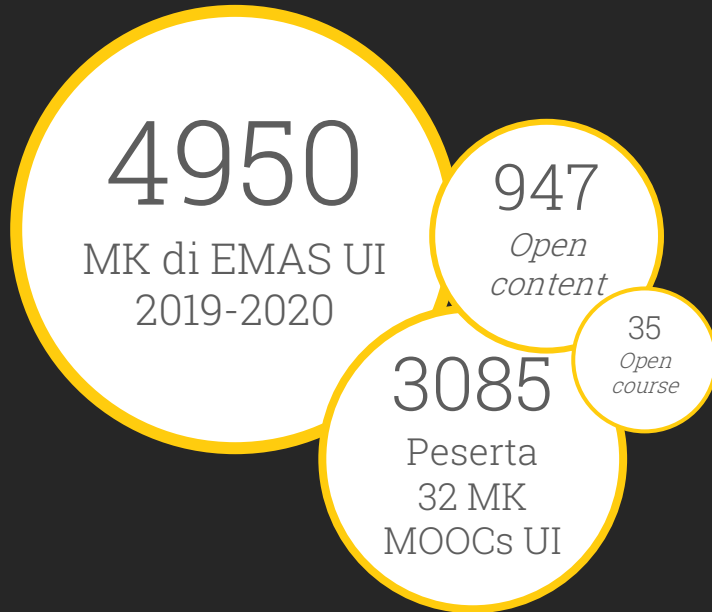 4950
MK di EMAS UI
2019-2020
947
Open
content
35
Open
course
3085
Peserta
32 MK
MOOCs UI